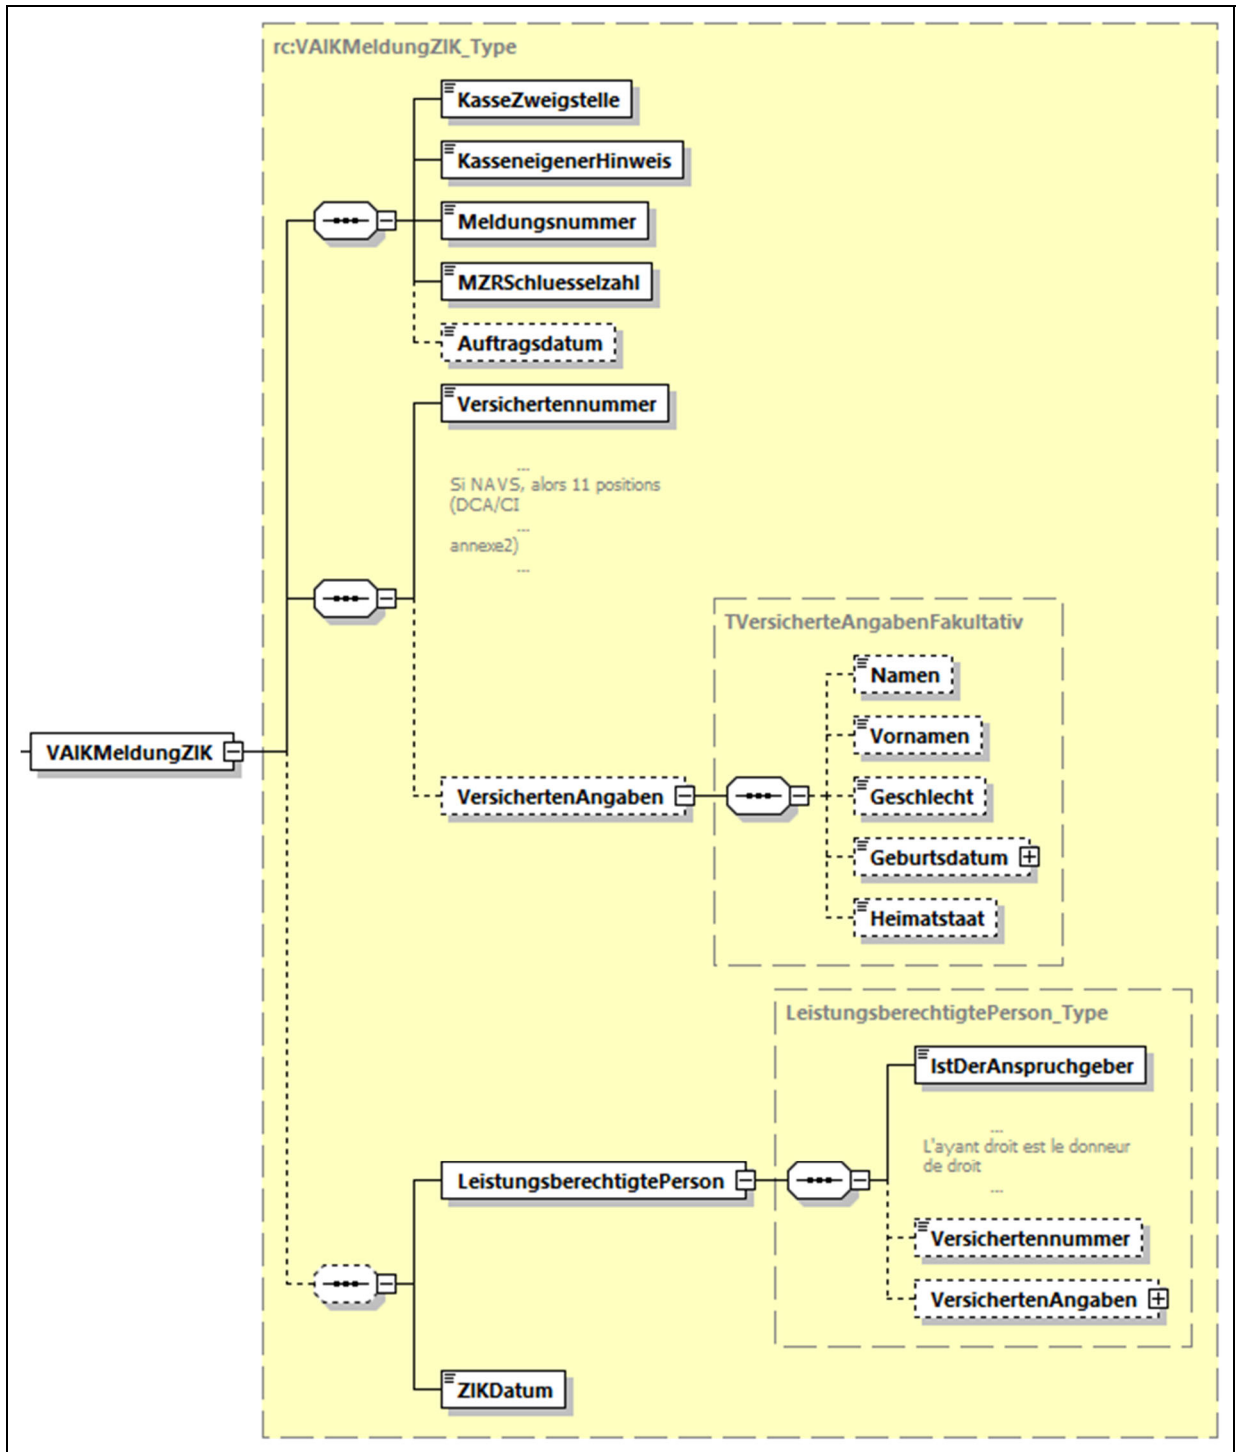 rc:VAIKMeldungZIK_Type
KasseZweigstelle
KasseneigenerHinweis
Meldungsnummer
MZRSchluesselzahl
Auftragsdatum
Versichertennummer
...
Si NAVS, alors 11 positions
(DCA/CI
...
annexe2)
...
TVersicherteAngabenFakultativ
Namen
Vornamen
VAIKMeldungZIK
VersichertenAngaben
Geschlecht
Geburtsdatum
Heimatstaat
LeistungsberechtigtePerson_Type
IstDerAnspruchgeber
...
L'ayant droit est le donneur
de droit
...
LeistungsberechtigtePerson
Versichertennummer
VersichertenAngaben
ZIKDatum